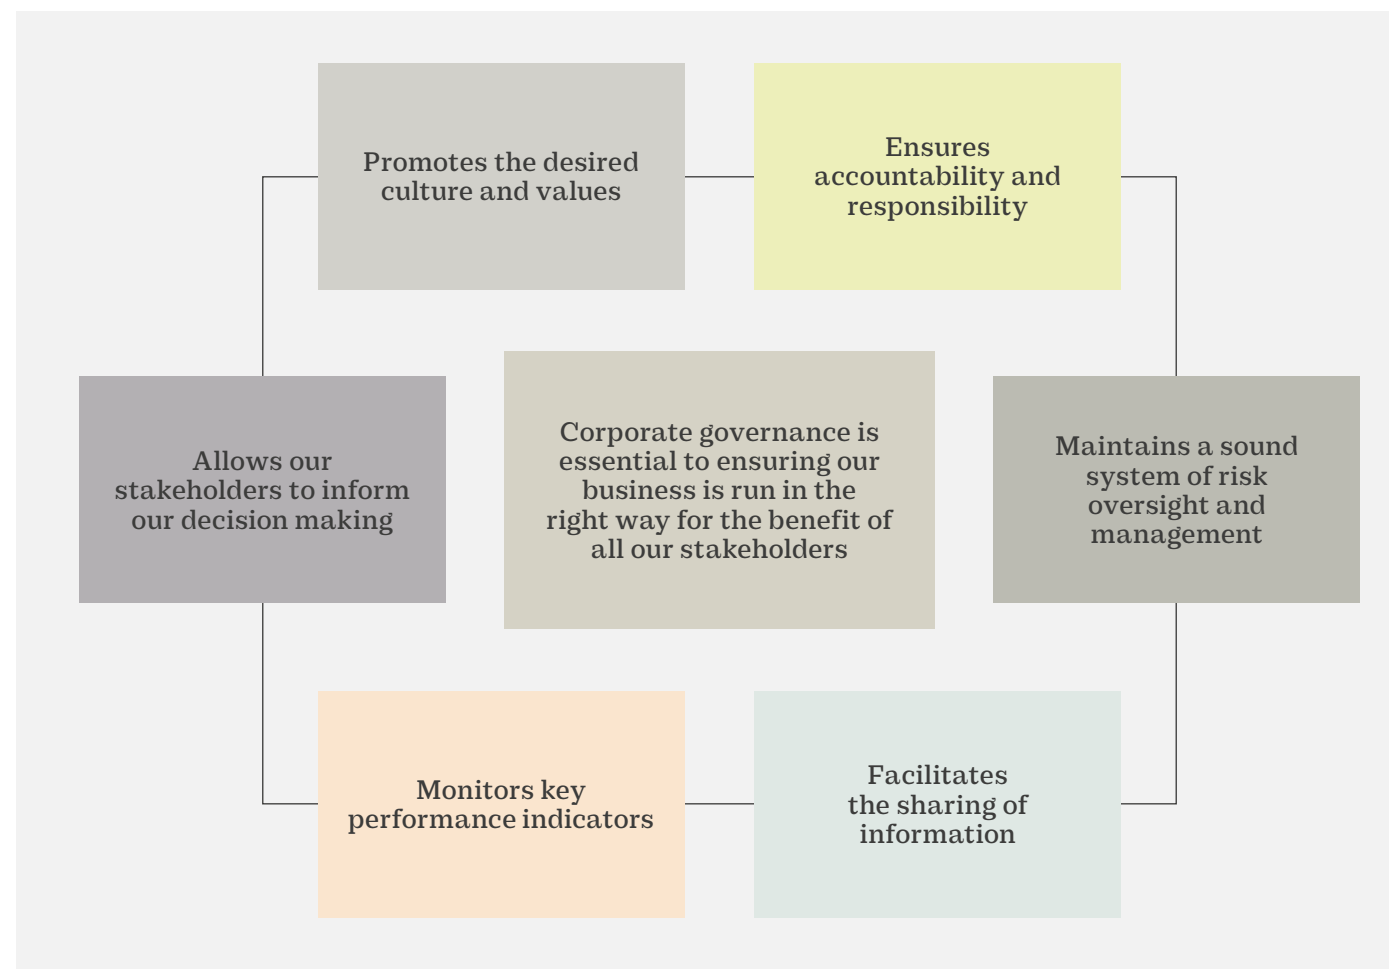 Promotes the desired
culture and values
Ensures
accountability and
responsibility
Allows our
stakeholders to inform
our decision making
Corporate governance is
essential to ensuring our
business is run in the
right way for the benefit of
all our stakeholders
Maintains a sound
system of risk
oversight and
management
Monitors key
performance indicators
Facilitates
the sharing of
information